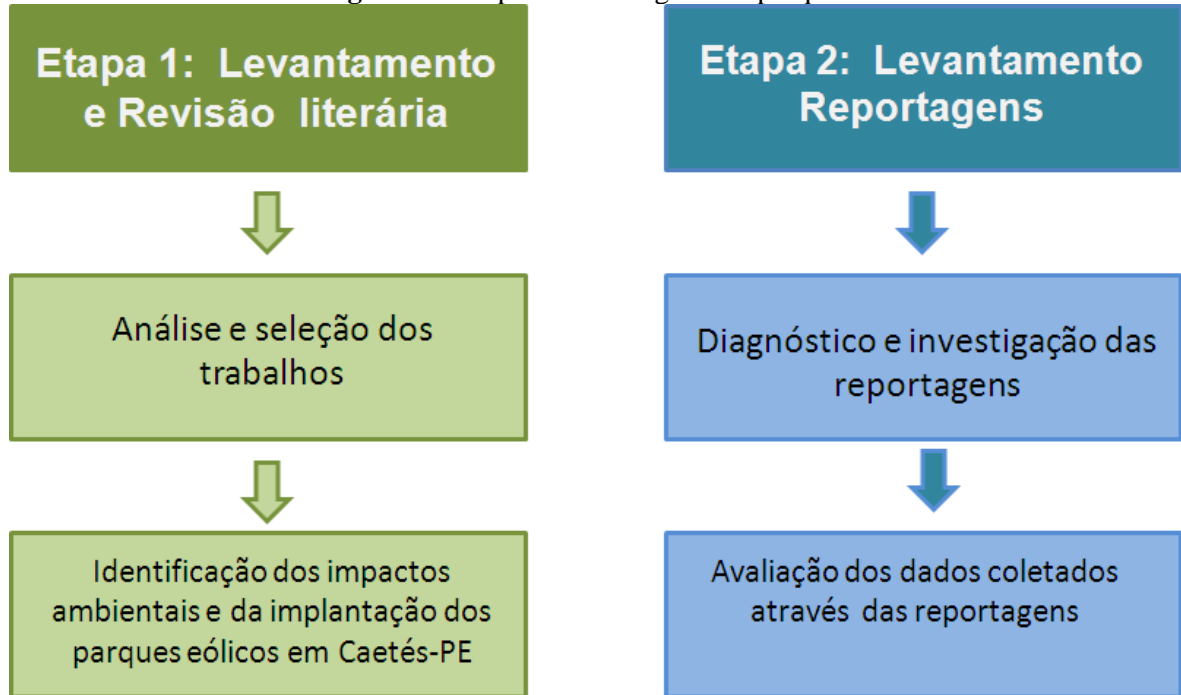 Etapa 1: Levantamento
e Revisão literária
Análise e seleção dos
trabalhos
Identificação dos impactos
ambientais e da implantação dos
parques eólicos em Caetés-PE
Etapa 2: Levantamento
Reportagens
Diagnóstico e investigação das
reportagens
Avaliação dos dados coletados
através das reportagens